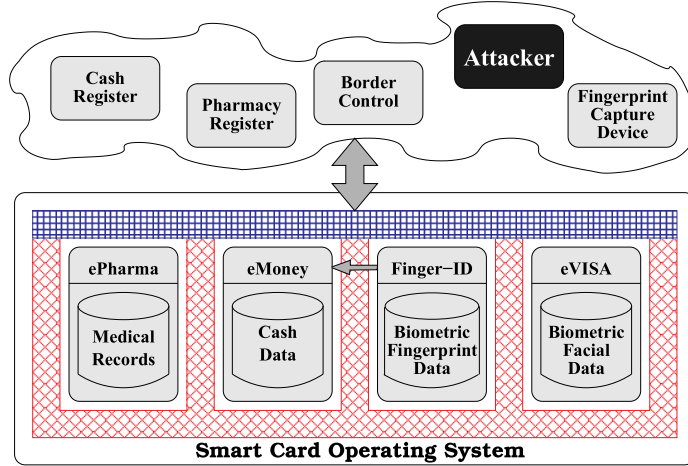 Cash
Register
Pharmacy
Register
Border
Control
Attacker
Fingerprint
Capture
Device
ePharma
Medical
Records
eMoney
Cash
Data
Finger−ID
Biometric
Fingerprint
Data
eVISA
Biometric
Facial
Data
Smart Card Operating System